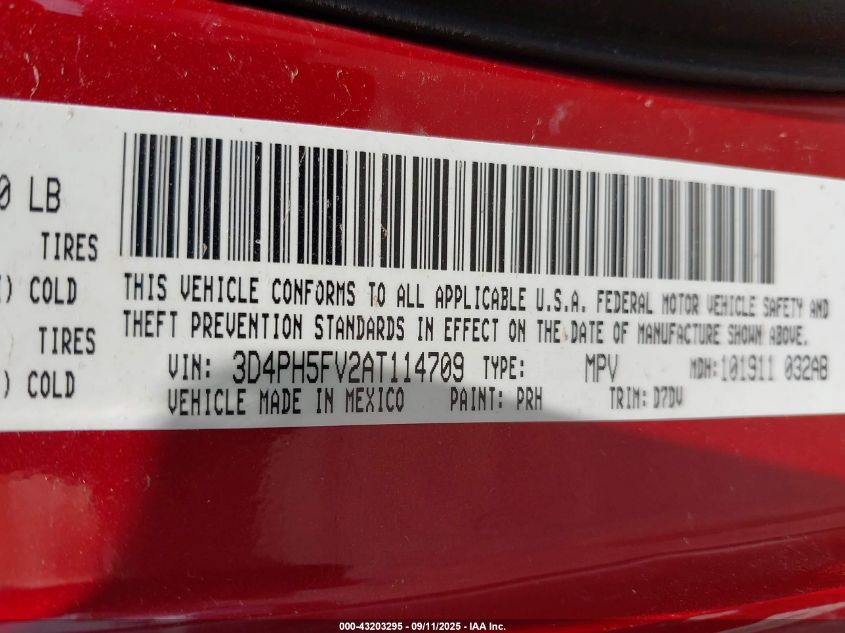 0 LB
TIRES
) COLD
TIRES
) COLD
THIS VEHICLE CONFORMS TO ALL APPLICABLE U.S.A. FEDERAL MOTOR VEHICLE SAFETY AND
THEFT PREVENTION STANDARDS IN EFFECT ON THE DATE OF MANUFACTURE SHOWN ABOVE.
VIN: 3D4PH5FV2AT114709 TYPE: MPV MDH:101911 032AB
VEHICLE MADE IN MEXICO PAINT: PRH TRIM: D7DV
000-43203295 - 09/11/2025 - IAA Inc.